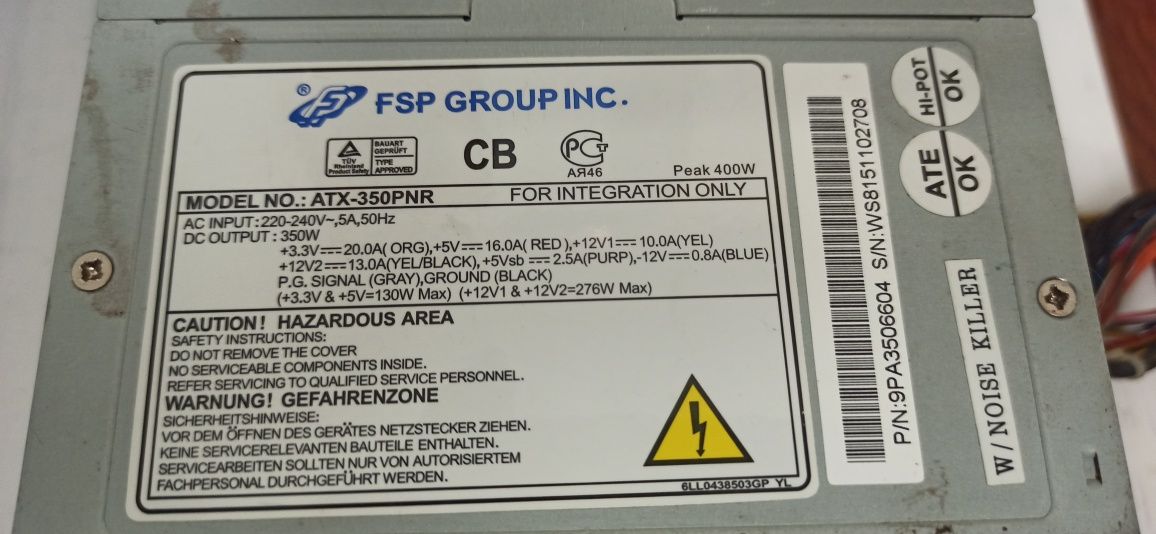 ® FSP GROUP INC.
TÜV Rheinland Product Safety
BAUART GEPRÜFT
TYPE APPROVED
CB
РСТ
АЯ46
Peak 400W
MODEL NO.: ATX-350PNR FOR INTEGRATION ONLY
AC INPUT:220-240V~,5A,50Hz
DC OUTPUT : 350W
+3.3V⎓20.0A( ORG),+5V⎓16.0A( RED ),+12V1⎓10.0A(YEL)
+12V2⎓13.0A(YEL/BLACK), +5Vsb⎓2.5A(PURP),-12V⎓0.8A(BLUE)
P.G. SIGNAL (GRAY),GROUND (BLACK)
(+3.3V & +5V=130W Max) (+12V1 & +12V2=276W Max)
CAUTION! HAZARDOUS AREA
SAFETY INSTRUCTIONS:
DO NOT REMOVE THE COVER
NO SERVICEABLE COMPONENTS INSIDE.
REFER SERVICING TO QUALIFIED SERVICE PERSONNEL.
WARNUNG! GEFAHRENZONE
SICHERHEITSHINWEISE:
VOR DEM ÖFFNEN DES GERÄTES NETZSTECKER ZIEHEN.
KEINE SERVICERELEVANTEN BAUTEILE ENTHALTEN.
SERVICEARBEITEN SOLLTEN NUR VON AUTORISIERTEM
FACHPERSONAL DURCHGEFÜHRT WERDEN.
6LL0438503GP YL
P/N:9PA3506604 S/N:WS8151102708
HI-POT
OK
ATE
OK
W/NOISE KILLER